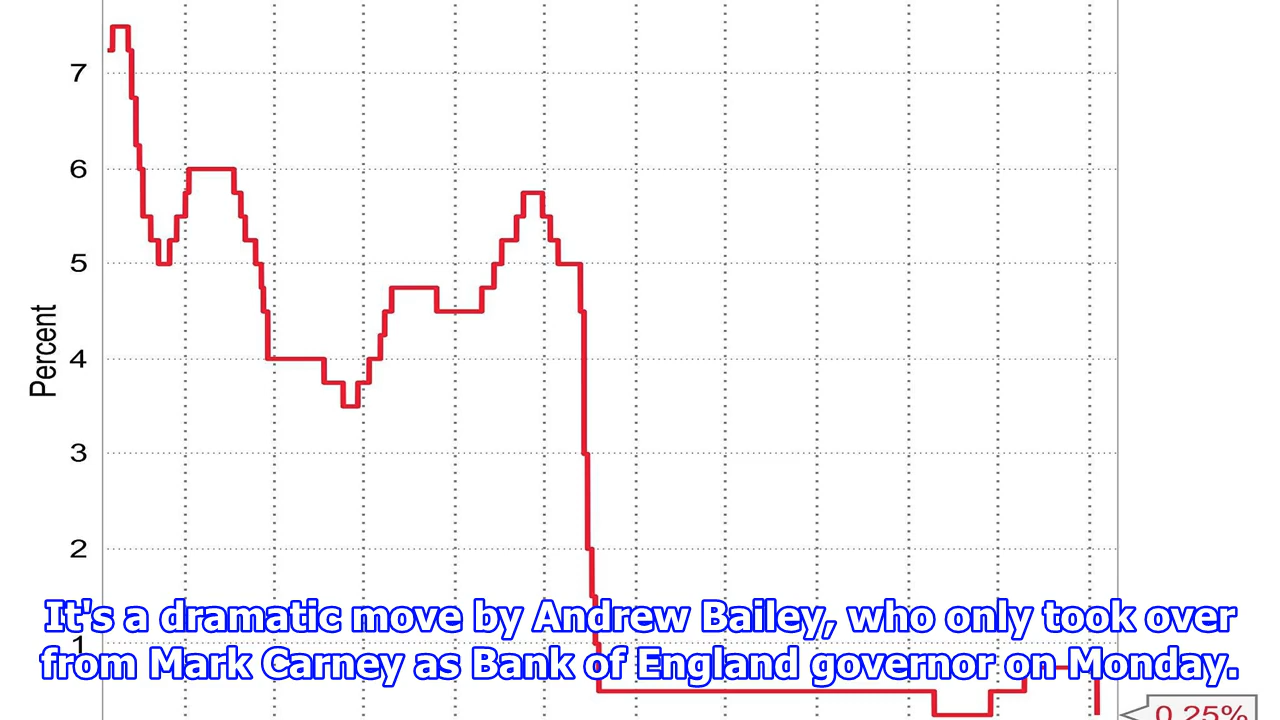 7
6
5
4
3
2
1
Percent
It's a dramatic move by Andrew Bailey, who only took over
from Mark Carney as Bank of England governor on Monday.
0.25%